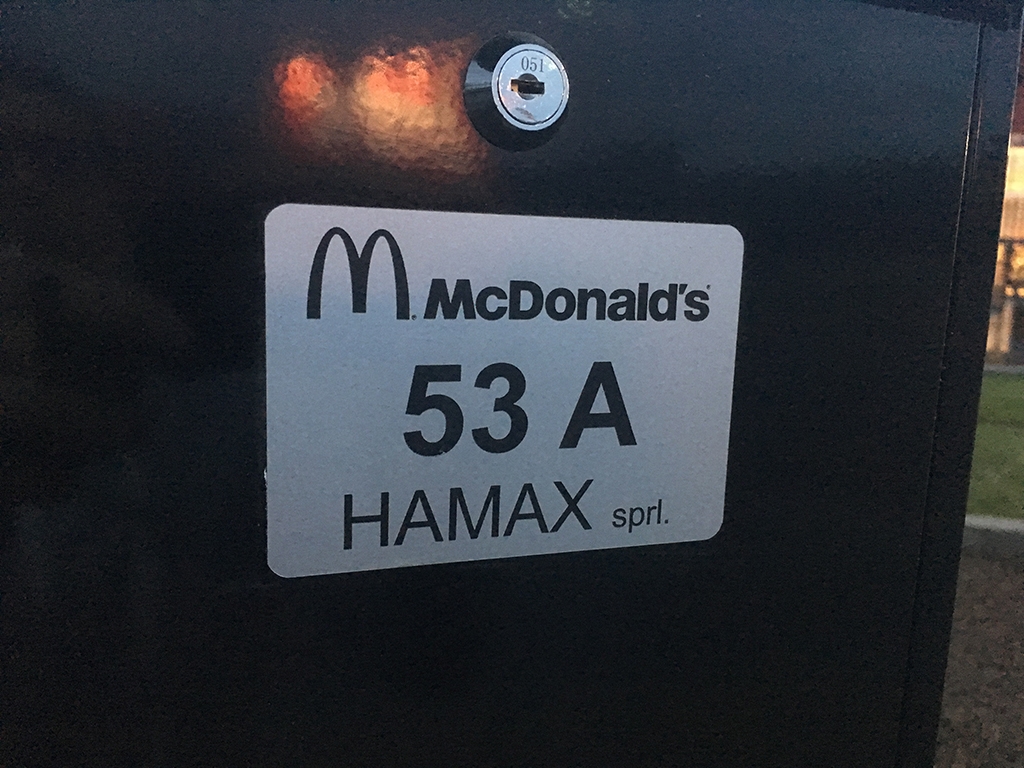 051
McDonald's
53 A
HAMAX sprl.